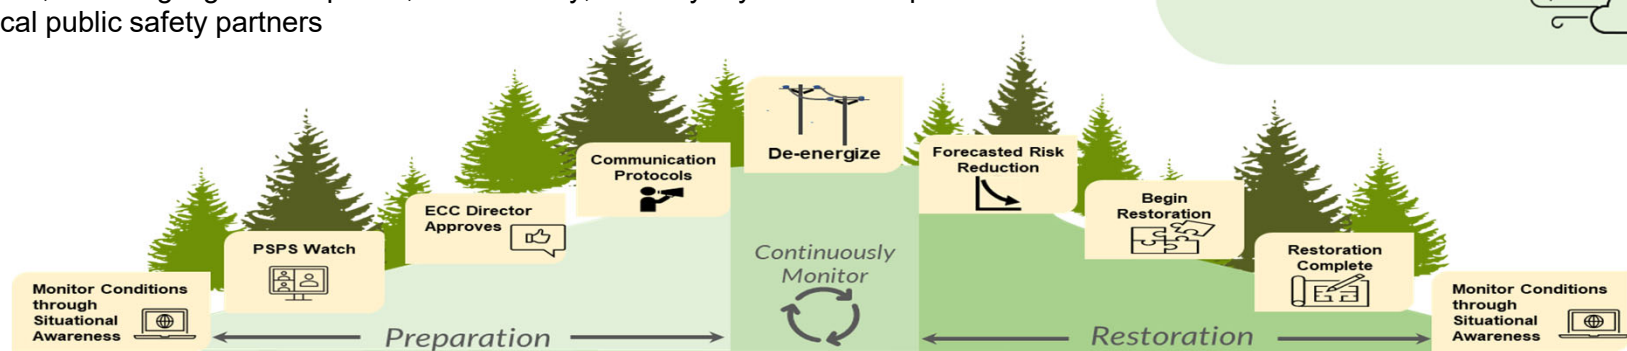 cal public safety partners
Monitor Conditions
through
Situational
Awareness
PSPS Watch
ECC Director
Approves
Communication
Protocols
De-energize
Forecasted Risk
Reduction
Begin
Restoration
Restoration
Complete
Monitor Conditions
through
Situational
Awareness
Preparation
Continuously
Monitor
Restoration